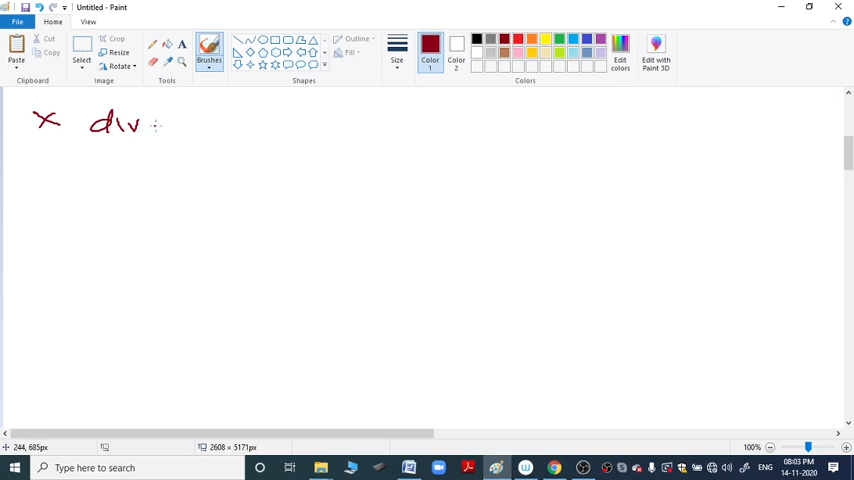 Untitled - Paint
File Home View
Paste Cut Copy Clipboard
Select Crop Resize Rotate Image
Tools
Brushes
Outline Fill Shapes
Size
Color 1 Color 2 Edit colors Colors
Edit with Paint 3D
x div
244, 685px 2608 × 5171px 100%
Type here to search ENG 08:03 PM 14-11-2020